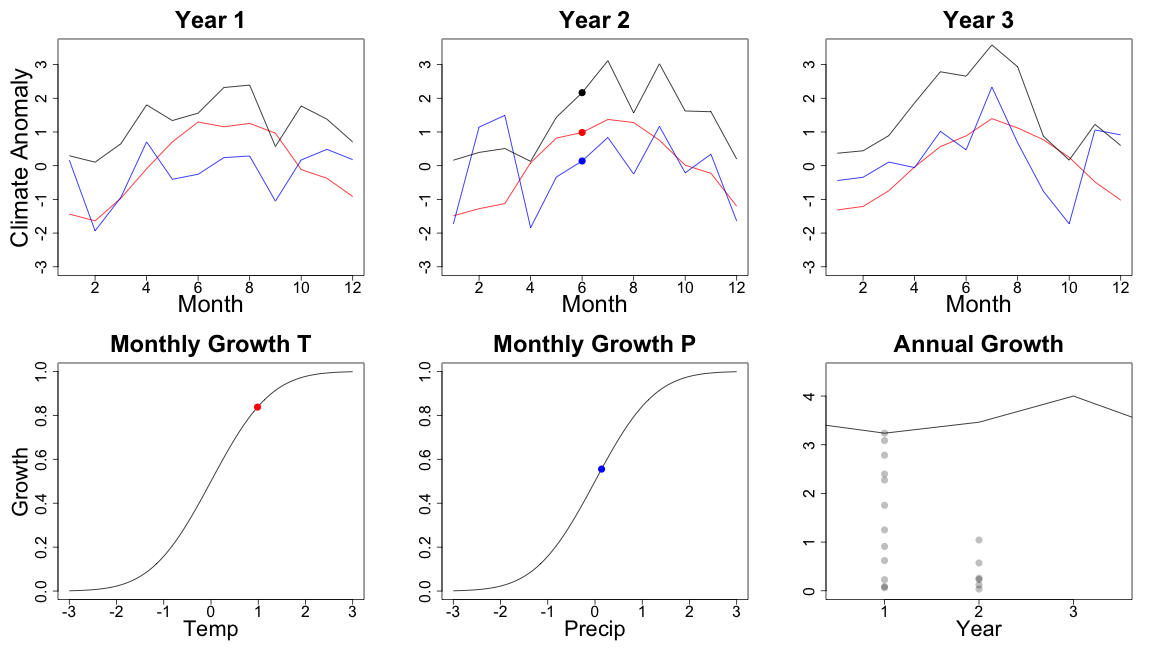 Year 1
Year 2
Year 3
Climate Anomaly
3
2
1
0
-1
-2
-3
2 4 6 8 10 12
Month
3
2
1
0
-1
-2
-3
2 4 6 8 10 12
Month
3
2
1
0
-1
-2
-3
2 4 6 8 10 12
Month
Monthly Growth T
Monthly Growth P
Annual Growth
Growth
1.0
0.8
0.6
0.4
0.2
0.0
-3 -2 -1 0 1 2 3
Temp
1.0
0.8
0.6
0.4
0.2
0.0
-3 -2 -1 0 1 2 3
Precip
4
3
2
1
0
1 2 3
Year